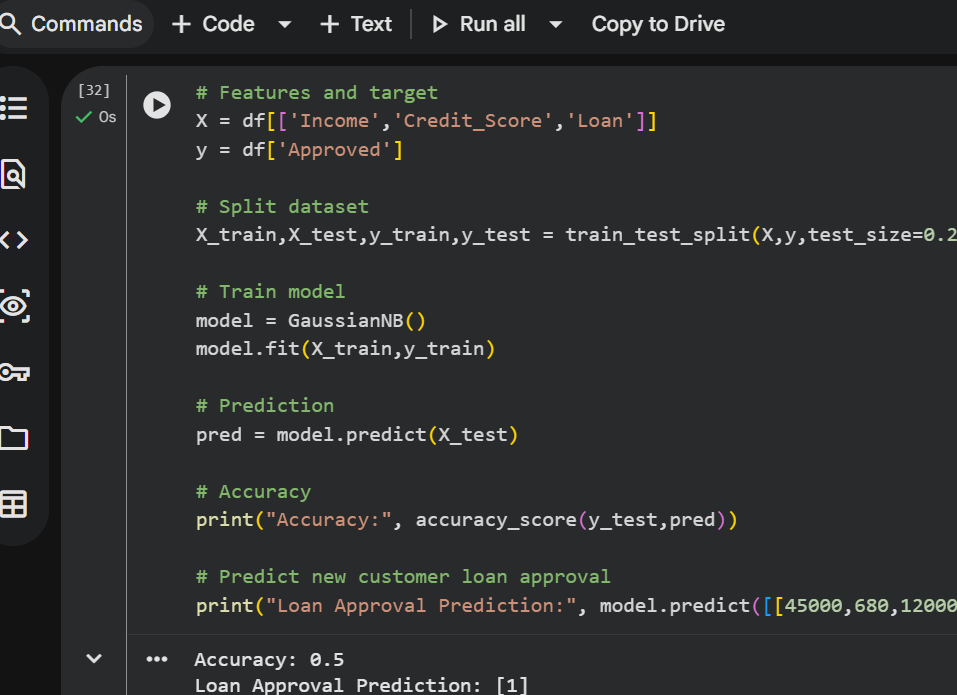 Commands + Code + Text Run all Copy to Drive
[32]
0s
# Features and target
X = df[['Income','Credit_Score','Loan']]
y = df['Approved']
# Split dataset
X_train,X_test,y_train,y_test = train_test_split(X,y,test_size=0.2
# Train model
model = GaussianNB()
model.fit(X_train,y_train)
# Prediction
pred = model.predict(X_test)
# Accuracy
print("Accuracy:", accuracy_score(y_test,pred))
# Predict new customer loan approval
print("Loan Approval Prediction:", model.predict([[45000,680,12000
Accuracy: 0.5
Loan Approval Prediction: [1]